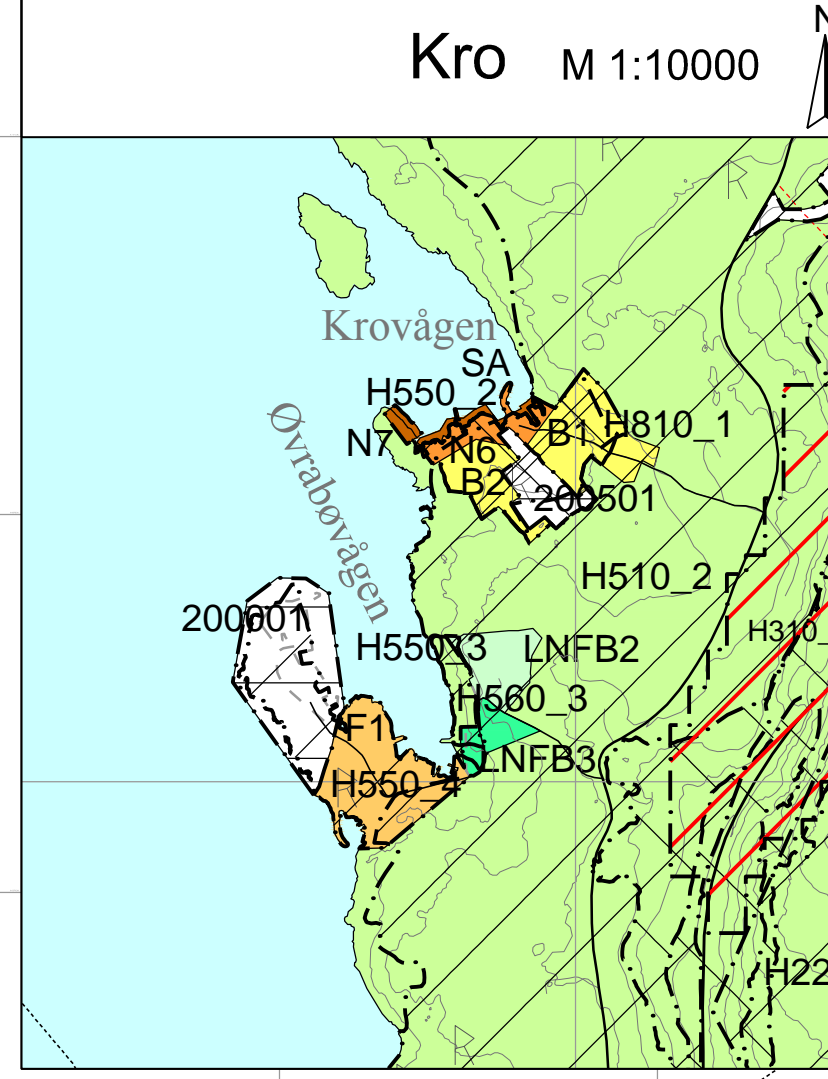 N
Kro M 1:10000
R
R
Krovågen
SA
H550_2
H810_1
B1
N7
N6
B2
200501
Øvrabøvågen
H510_2
200601
H310_
H550_3
LNFB2
H560_3
F1
LNFB3
H550_4
H22
R